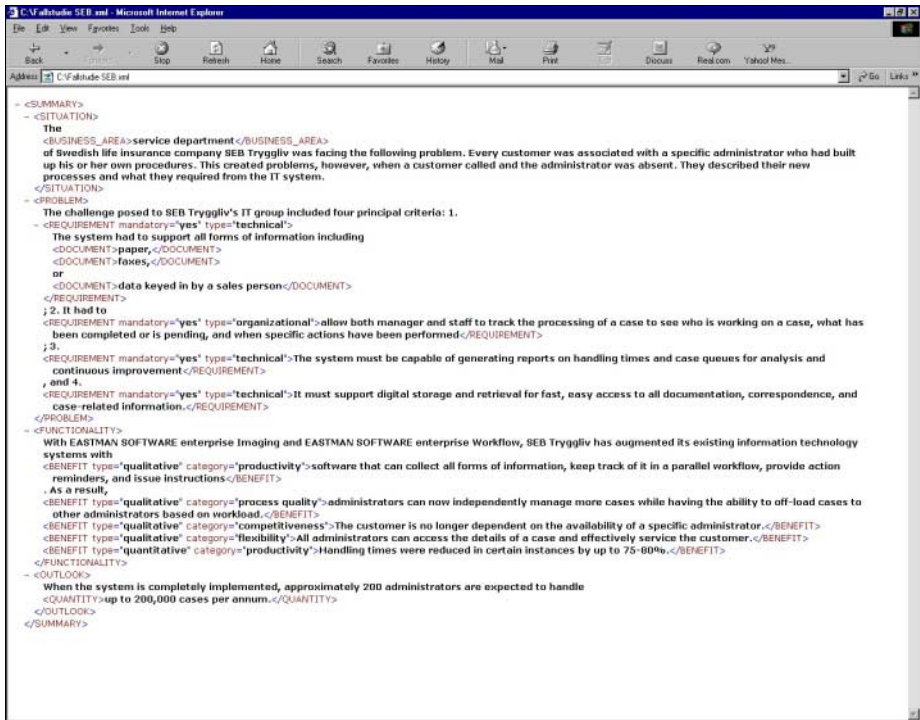 C:\Fallstudie SEB.xml - Microsoft Internet Explorer
File Edit View Favorites Tools Help
Back Stop Refresh Home Search Favorites History Mail Print Discuss Real.com Yahoo! Mes...
Address C:\Fallstudie SEB.xml Go Links »
- <SUMMARY>
- <SITUATION>
The
<BUSINESS_AREA>service department</BUSINESS_AREA>
of Swedish life insurance company SEB Tryggliv was facing the following problem. Every customer was associated with a specific administrator who had built
up his or her own procedures. This created problems, however, when a customer called and the administrator was absent. They described their new
processes and what they required from the IT system.
</SITUATION>
- <PROBLEM>
The challenge posed to SEB Tryggliv's IT group included four principal criteria: 1.
- <REQUIREMENT mandatory="yes" type="technical">
The system had to support all forms of information including
<DOCUMENT>paper,</DOCUMENT>
<DOCUMENT>faxes,</DOCUMENT>
or
<DOCUMENT>data keyed in by a sales person</DOCUMENT>
</REQUIREMENT>
; 2. It had to
<REQUIREMENT mandatory="yes" type="organizational">allow both manager and staff to track the processing of a case to see who is working on a case, what has
been completed or is pending, and when specific actions have been performed</REQUIREMENT>
; 3.
<REQUIREMENT mandatory="yes" type="technical">The system must be capable of generating reports on handling times and case queues for analysis and
continuous improvement</REQUIREMENT>
, and 4.
<REQUIREMENT mandatory="yes" type="technical">It must support digital storage and retrieval for fast, easy access to all documentation, correspondence, and
case-related information.</REQUIREMENT>
</PROBLEM>
- <FUNCTIONALITY>
With EASTMAN SOFTWARE enterprise Imaging and EASTMAN SOFTWARE enterprise Workflow, SEB Tryggliv has augmented its existing information technology
systems with
<BENEFIT type="qualitative" category="productivity">software that can collect all forms of information, keep track of it in a parallel workflow, provide action
reminders, and issue instructions</BENEFIT>
. As a result,
<BENEFIT type="qualitative" category="process quality">administrators can now independently manage more cases while having the ability to off-load cases to
other administrators based on workload.</BENEFIT>
<BENEFIT type="qualitative" category="competitiveness">The customer is no longer dependent on the availability of a specific administrator.</BENEFIT>
<BENEFIT type="qualitative" category="flexibility">All administrators can access the details of a case and effectively service the customer.</BENEFIT>
<BENEFIT type="quantitative" category="productivity">Handling times were reduced in certain instances by up to 75-80%.</BENEFIT>
</FUNCTIONALITY>
- <OUTLOOK>
When the system is completely implemented, approximately 200 administrators are expected to handle
<QUANTITY>up to 200,000 cases per annum.</QUANTITY>
</OUTLOOK>
</SUMMARY>